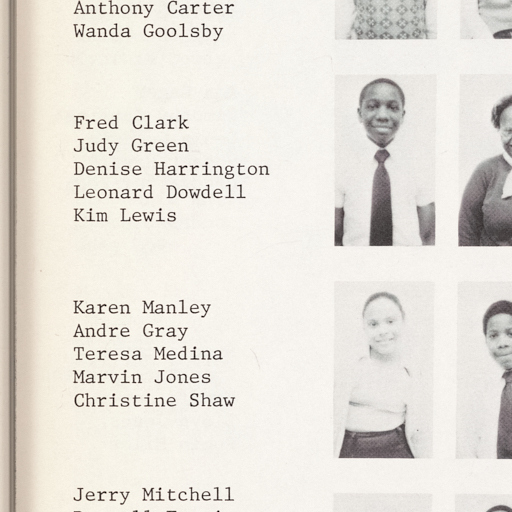 Anthony Carter
Wanda Goolsby
Fred Clark
Judy Green
Denise Harrington
Leonard Dowdell
Kim Lewis
Karen Manley
Andre Gray
Teresa Medina
Marvin Jones
Christine Shaw
Jerry Mitchell